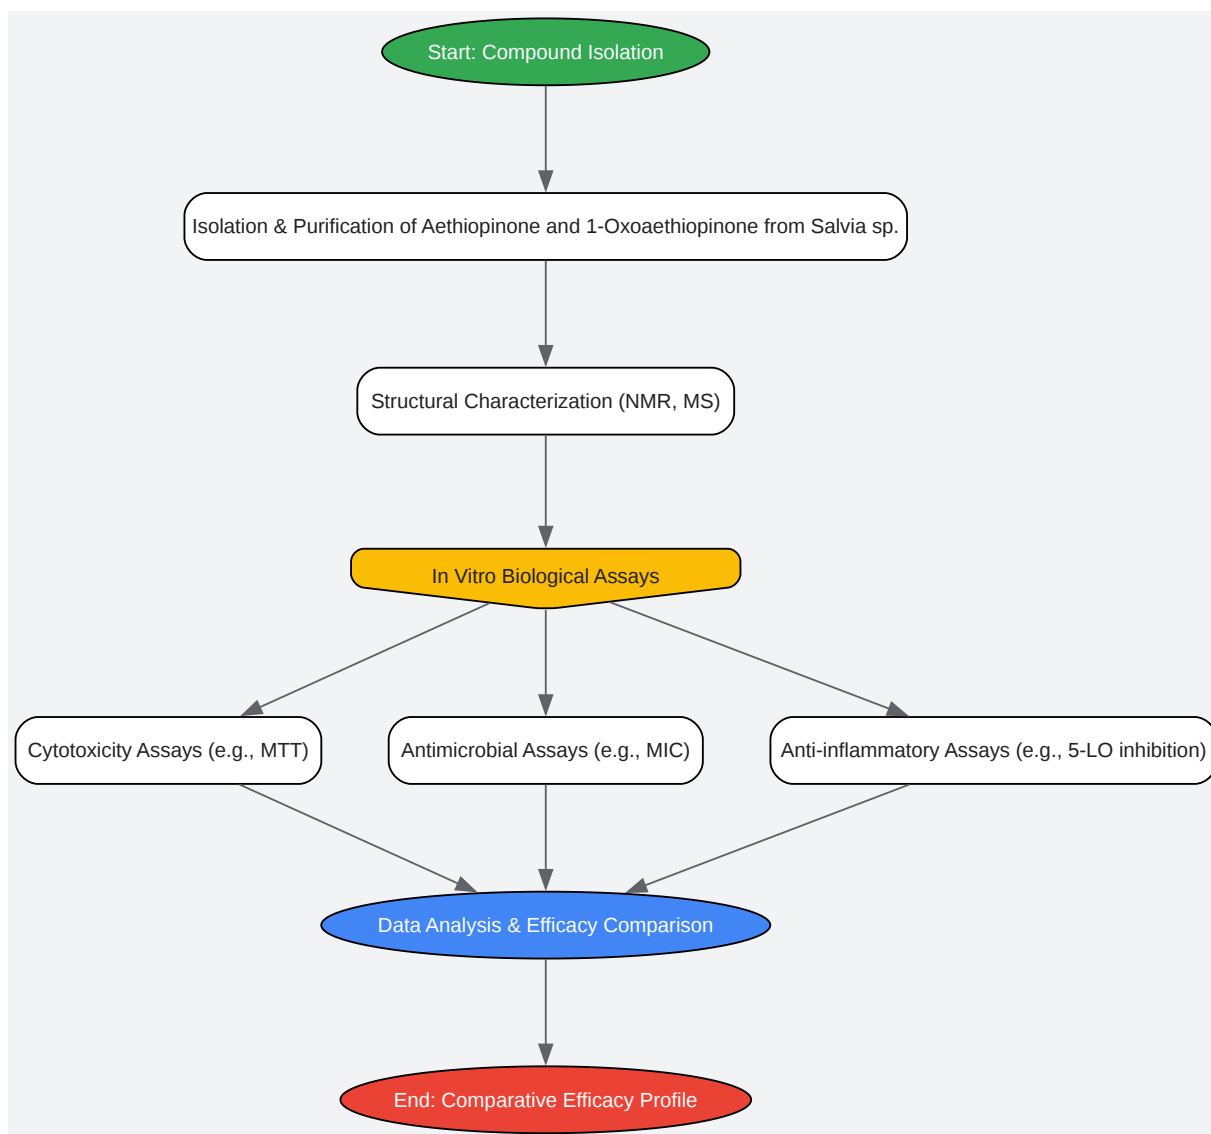 Start: Compound Isolation
Isolation & Purification of Aethiopinone and 1-Oxoaethiopinone from Salvia sp.
Structural Characterization (NMR, MS)
In Vitro Biological Assays
Cytotoxicity Assays (e.g., MTT)
Antimicrobial Assays (e.g., MIC)
Anti-inflammatory Assays (e.g., 5-LO inhibition)
Data Analysis & Efficacy Comparison
End: Comparative Efficacy Profile